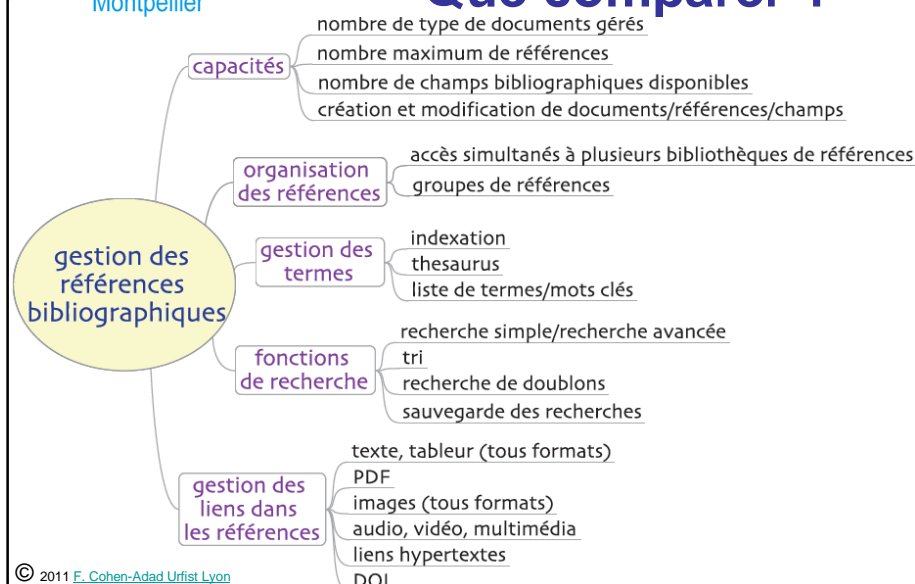 Montpellier
Que comparer ?
nombre de type de documents gérés
nombre maximum de références
capacités
nombre de champs bibliographiques disponibles
création et modification de documents/références/champs
accès simultanés à plusieurs bibliothèques de références
organisation
des références
groupes de références
gestion des
références
bibliographiques
gestion des
termes
indexation
thesaurus
liste de termes/mots clés
fonctions
de recherche
recherche simple/recherche avancée
tri
recherche de doublons
sauvegarde des recherches
gestion des
liens dans
les références
texte, tableur (tous formats)
PDF
images (tous formats)
audio, vidéo, multimédia
liens hypertextes
DOI
© 2011 F. Cohen-Adad Urfist Lyon